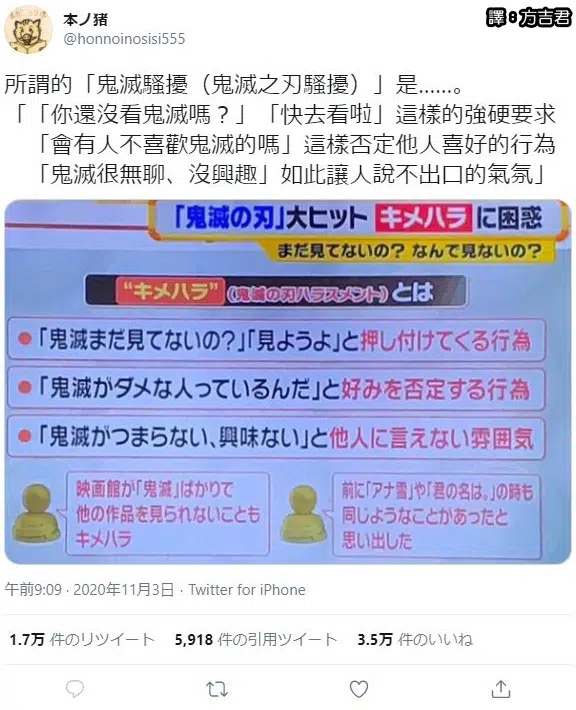 譯8方吉君
本ノ猪
@honnoinosisi555
所謂的「鬼滅騷擾（鬼滅之刃騷擾）」是……。
「「你還沒看鬼滅嗎？」「快去看啦」這樣的強硬要求
「會有人不喜歡鬼滅的嗎」這樣否定他人喜好的行為
「鬼滅很無聊、沒興趣」如此讓人說不出口的氣氛」
「鬼滅の刃」大ヒット キメハラ に困惑
まだ見てないの？なんで見ないの？
"キメハラ"(鬼滅の刃ハラスメント)とは
●「鬼滅まだ見てないの?」「見ようよ」と押し付けてくる行為
●「鬼滅がダメな人っているんだ」と好みを否定する行為
●「鬼滅がつまらない、興味ない」と他人に言えない雰囲気
映画館が「鬼滅」ばかりで
他の作品を見られないことも
キメハラ
前に「アナ雪」や「君の名は。」の時も
同じようなことがあったと
思い出した
午前9:09 · 2020年11月3日 · Twitter for iPhone
1.7万 件のリツイート 5,918 件の引用ツイート 3.5万 件のいいね